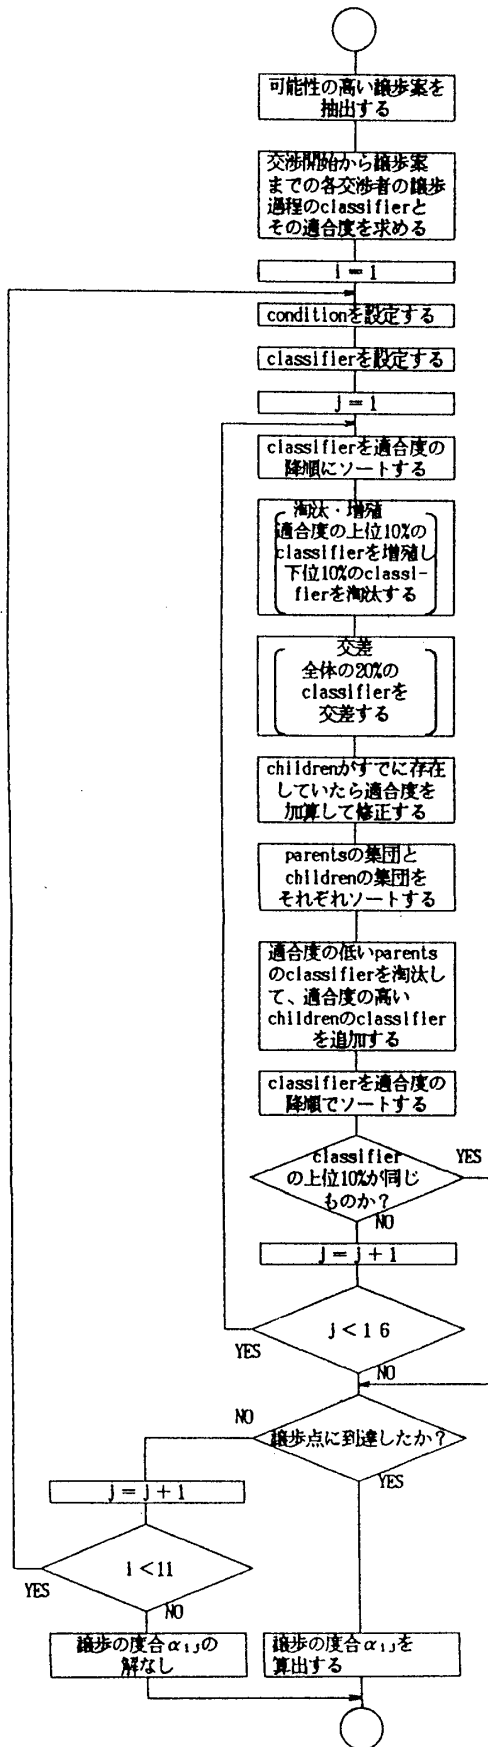 可能性の高い譲歩案を
抽出する
交渉開始から譲歩案
までの各交渉者の譲歩
過程のclassifierと
その適合度を求める
i = 1
conditionを設定する
classifierを設定する
j = 1
classifierを適合度の
降順にソートする
淘汰・増殖
適合度の上位10%の
classifierを増殖し
下位10%のclassi-
fierを淘汰する
交差
全体の20%の
classifierを
交差する
childrenがすでに存在
していたら適合度を
加算して修正する
parentsの集団と
childrenの集団を
それぞれソートする
適合度の低いparents
のclassifierを淘汰し
て、適合度の高い
childrenのclassifier
を追加する
classifierを適合度の
降順でソートする
classifier
の上位10%が同じ
ものか？
YES
NO
j = j + 1
j < 1 6
YES
NO
譲歩点に到達したか？
NO
YES
j = j + 1
i < 11
YES
NO
譲歩の度合α i,j の
解なし
譲歩の度合α i,j を
算出する